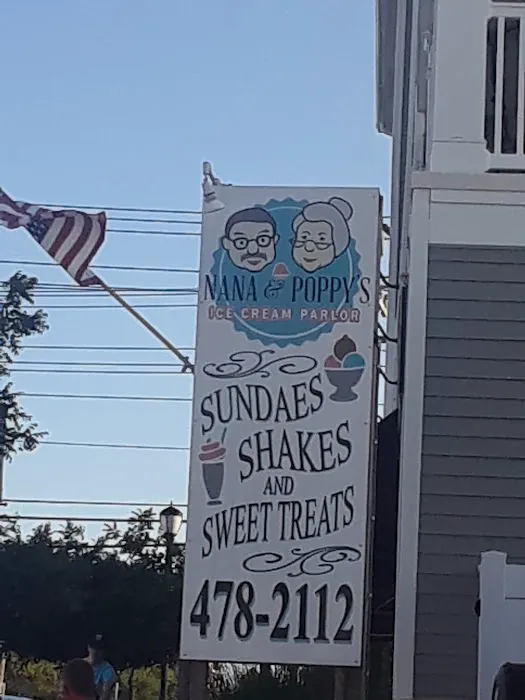 NANA & POPPY'S
ICE CREAM PARLOR
SUNDAES
SHAKES
AND
SWEET TREATS
478-2112